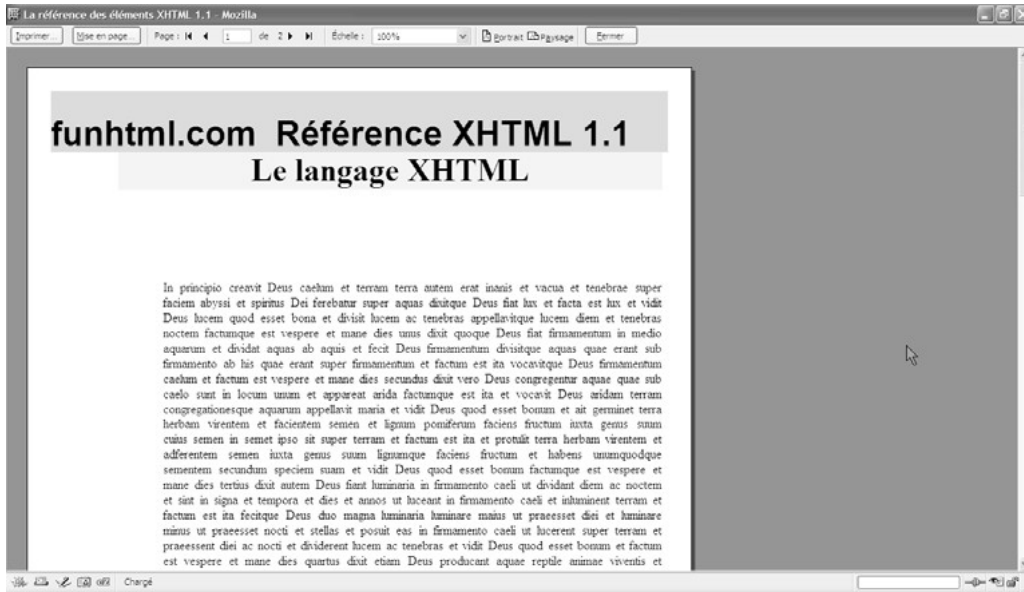 La référence des éléments XHTML 1.1 - Mozilla
Imprimer... Mise en page... Page : 1 de 2 Échelle : 100% Portrait Paysage Fermer
funhtml.com Référence XHTML 1.1
Le langage XHTML
In principio creavit Deus caelum et terram terra autem erat inanis et vacua et tenebrae super
faciem abyssi et spiritus Dei ferebatur super aquas dixitque Deus fiat lux et facta est lux et vidit
Deus lucem quod esset bona et divisit lucem ac tenebras appellavitque lucem diem et tenebras
noctem factumque est vespere et mane dies unus dixit quoque Deus fiat firmamentum in medio
aquarum et dividat aquas ab aquis et fecit Deus firmamentum divisitque aquas quae erant sub
firmamento ab his quae erant super firmamentum et factum est ita vocavitque Deus firmamentum
caelum et factum est vespere et mane dies secundus dixit vero Deus congregentur aquae quae sub
caelo sunt in locum unum et appareat arida factumque est ita et vocavit Deus aridam terram
congregationesque aquarum appellavit maria et vidit Deus quod esset bonum et ait germinet terra
herbam virentem et facientem semen et lignum pomiferum faciens fructum iuxta genus suum
cuius semen in semet ipso sit super terram et factum est ita et protulit terra herbam virentem et
adferentem semen iuxta genus suum lignumque faciens fructum et habens unumquodque
sementem secundum speciem suam et vidit Deus quod esset bonum factumque est vespere et
mane dies tertius dixit autem Deus fiant luminaria in firmamento caeli ut dividant diem ac noctem
et sint in signa et tempora et dies et annos ut luceant in firmamento caeli et inluminent terram et
factum est ita fecitque Deus duo magna luminaria luminare maius ut praeesset diei et luminare
minus ut praeesset nocti et stellas et posuit eas in firmamento caeli ut lucerent super terram et
praeessent diei ac nocti et dividerent lucem ac tenebras et vidit Deus quod esset bonum et factum
est vespere et mane dies quartus dixit etiam Deus producant aquae reptile animae viventis et
Chargé